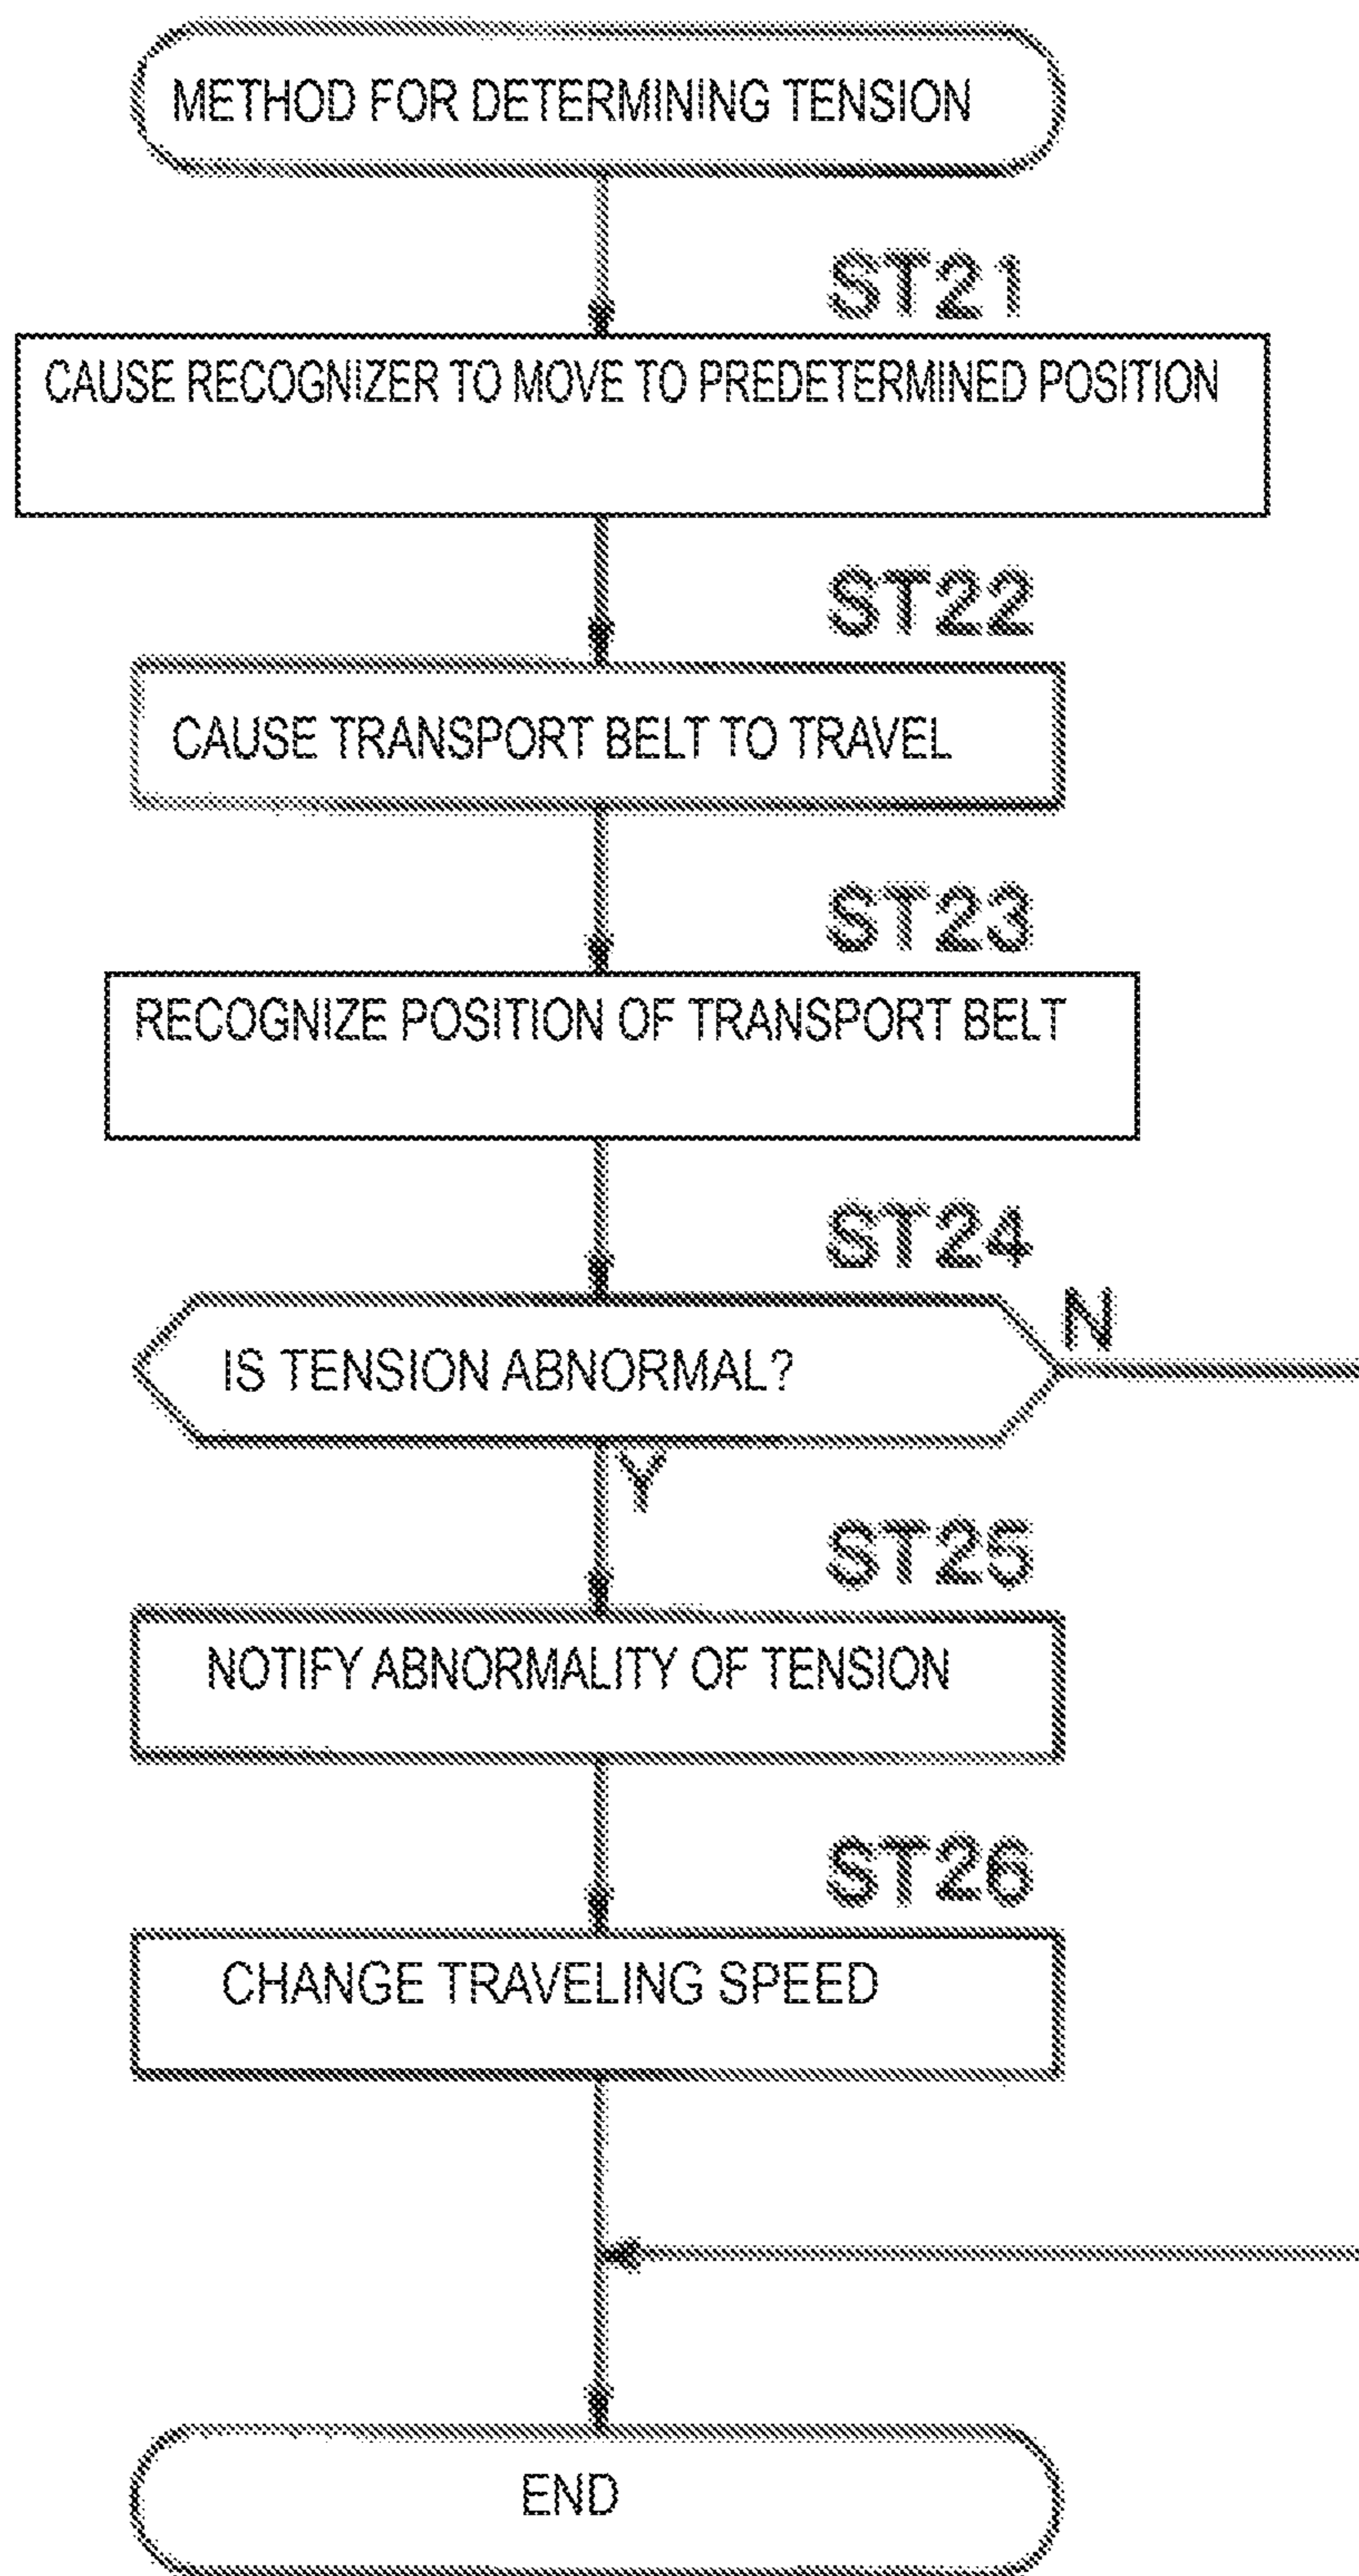 METHOD FOR DETERMINING TENSION
ST21
CAUSE RECOGNIZER TO MOVE TO PREDETERMINED POSITION
ST22
CAUSE TRANSPORT BELT TO TRAVEL
ST23
RECOGNIZE POSITION OF TRANSPORT BELT
ST24
IS TENSION ABNORMAL?
N
Y
ST25
NOTIFY ABNORMALITY OF TENSION
ST26
CHANGE TRAVELING SPEED
END